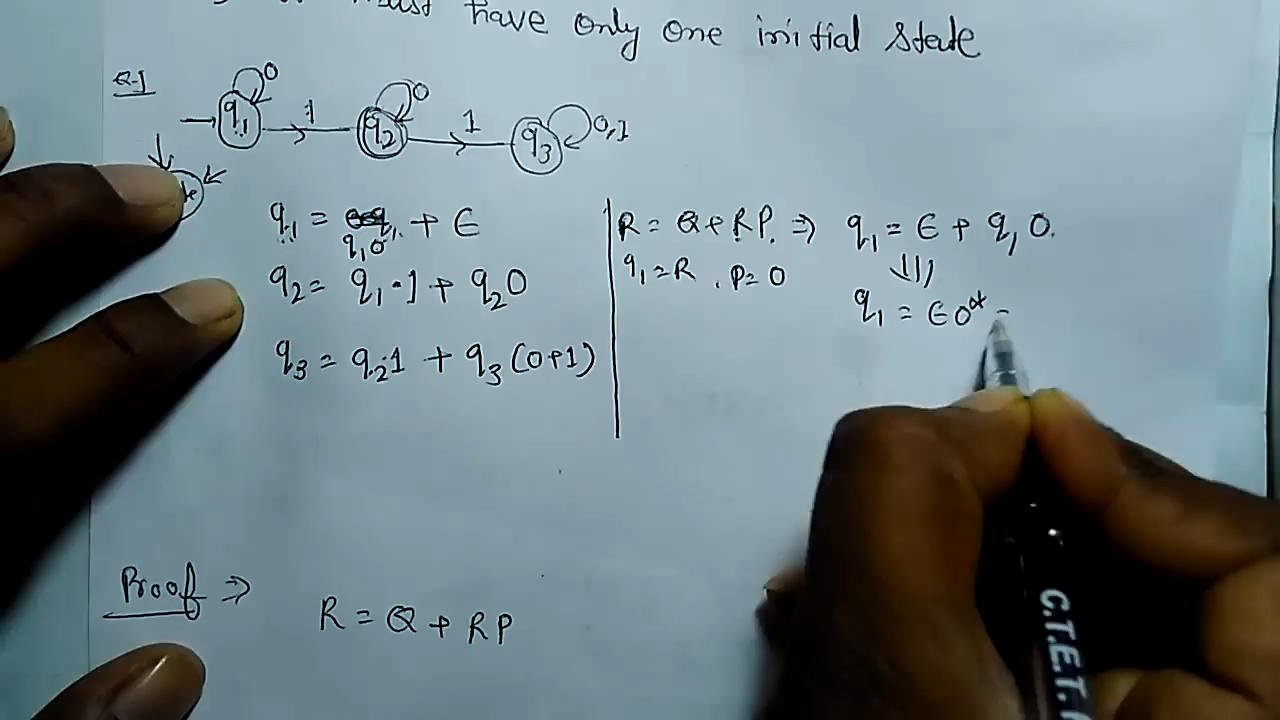 must have only one initial state
Q-1
0 0
1 1 0,1
q1 q2 q3
q1 = q1 0 + ϵ
q2 = q1·1 + q2 0
q3 = q2 1 + q3 (0+1)
R = Q + RP. ⇒ q1 = ϵ + q1 0.
q1 = R , P = 0
⇓
q1 = ϵ 0* =
Proof ⇒
R = Q + RP
C.T.E.T.